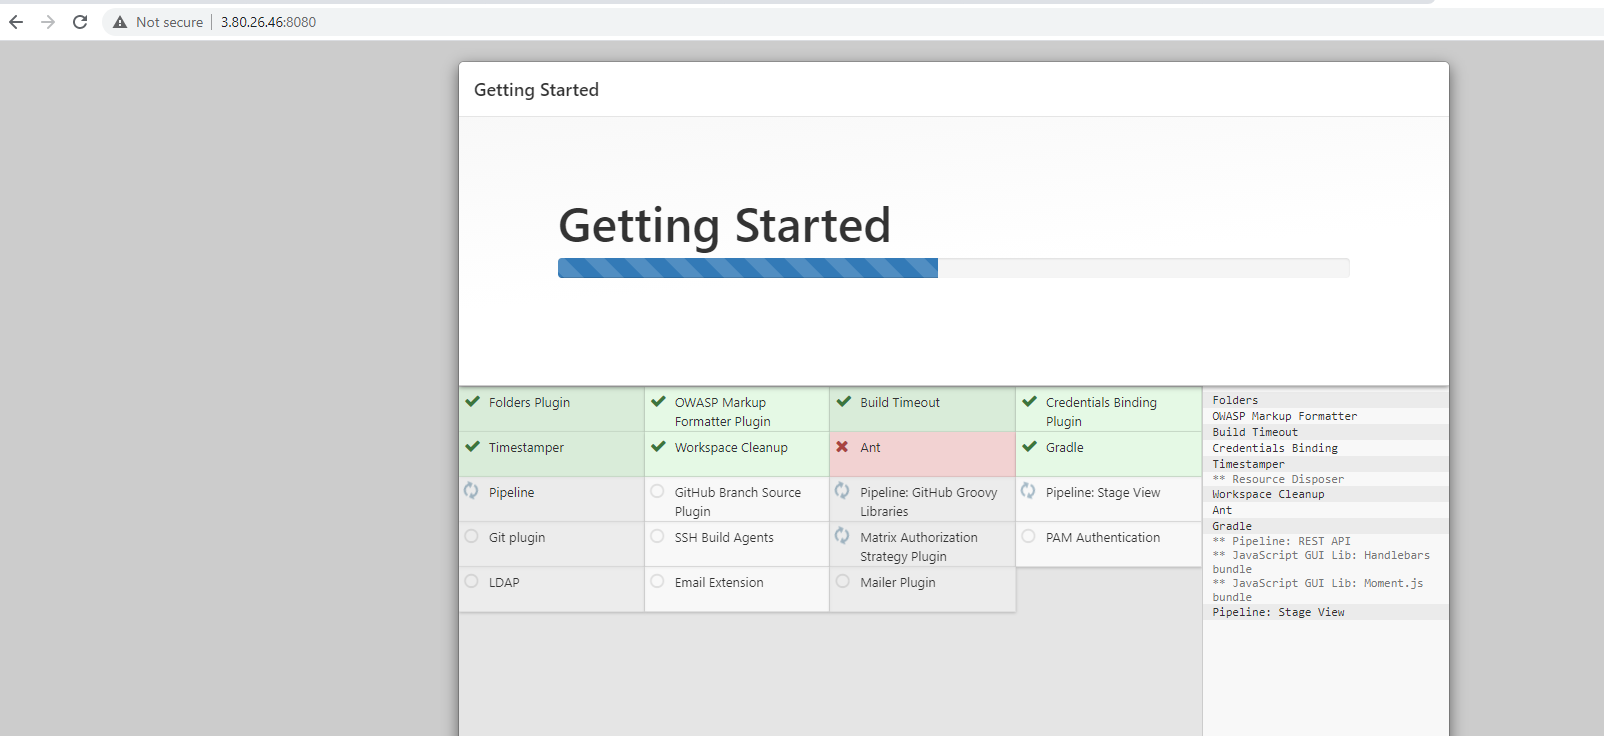 Not secure | 3.80.26.46:8080
Getting Started
Getting Started
Folders Plugin
OWASP Markup
Formatter Plugin
Build Timeout
Credentials Binding
Plugin
Timestamper
Workspace Cleanup
Ant
Gradle
Pipeline
GitHub Branch Source
Plugin
Pipeline: GitHub Groovy
Libraries
Pipeline: Stage View
Git plugin
SSH Build Agents
Matrix Authorization
Strategy Plugin
PAM Authentication
LDAP
Email Extension
Mailer Plugin
Folders
OWASP Markup Formatter
Build Timeout
Credentials Binding
Timestamper
** Resource Disposer
Workspace Cleanup
Ant
Gradle
** Pipeline: REST API
** JavaScript GUI Lib: Handlebars
bundle
** JavaScript GUI Lib: Moment.js
bundle
Pipeline: Stage View